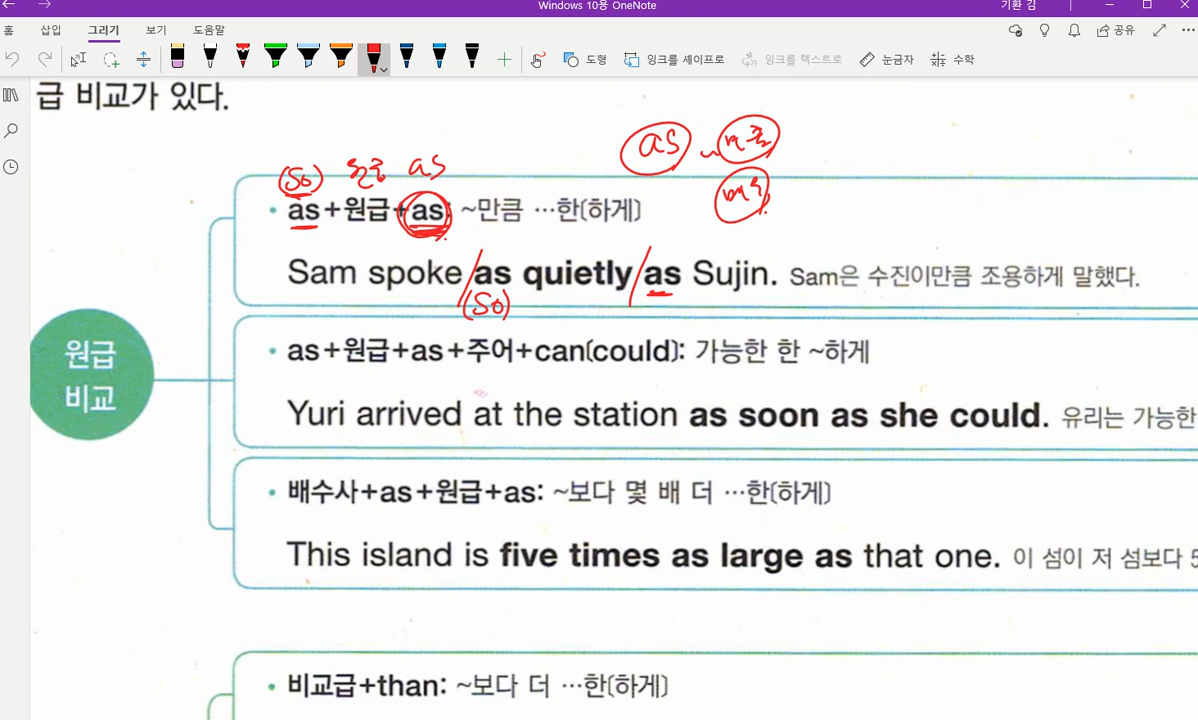 Windows 10용 OneNote
기환 김
홈 삽입 그리기 보기 도움말
공유
도형 잉크를 셰이프로 잉크를 텍스트로 눈금자 수학
급 비교가 있다.
as
(so) 원급 as
• as+원급+as: ~만큼 …한(하게)
Sam spoke as quietly as Sujin. Sam은 수진이만큼 조용하게 말했다.
(so)
원급
비교
• as+원급+as+주어+can(could): 가능한 한 ~하게
Yuri arrived at the station as soon as she could. 유리는 가능한
• 배수사+as+원급+as: ~보다 몇 배 더 …한(하게)
This island is five times as large as that one. 이 섬이 저 섬보다 5
• 비교급+than: ~보다 더 …한(하게)